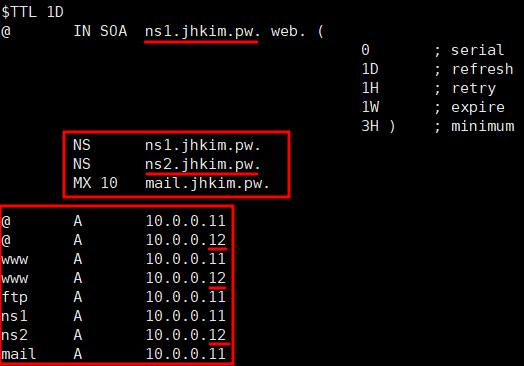 $TTL 1D
@ IN SOA ns1.jhkim.pw. web. (
0 ; serial
1D ; refresh
1H ; retry
1W ; expire
3H ) ; minimum
NS ns1.jhkim.pw.
NS ns2.jhkim.pw.
MX 10 mail.jhkim.pw.
@ A 10.0.0.11
@ A 10.0.0.12
www A 10.0.0.11
www A 10.0.0.12
ftp A 10.0.0.11
ns1 A 10.0.0.11
ns2 A 10.0.0.12
mail A 10.0.0.11